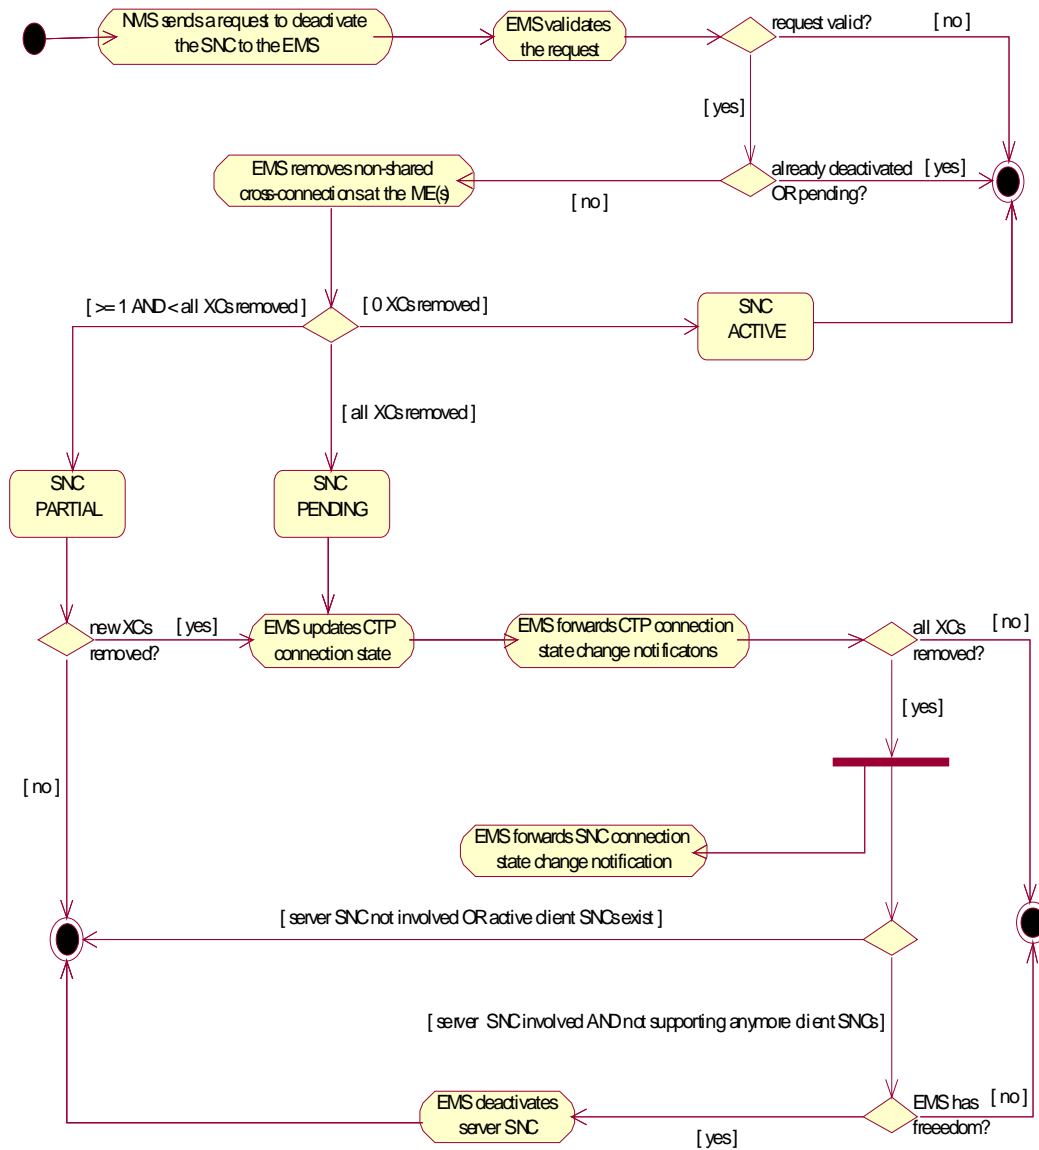 NMS sends a request to deactivate
the SNC to the EMS
EMS validates
the request
request valid?
[ no ]
[ yes ]
EMS removes non-shared
cross-connections at the ME(s)
already deactivated
OR pending?
[ yes ]
[ no ]
[ >= 1 AND < all XCs removed ]
[ 0 XCs removed ]
SNC
ACTIVE
[ all XCs removed ]
SNC
PARTIAL
SNC
PENDING
new XCs
removed?
[ yes ]
EMS updates CTP
connection state
EMS forwards CTP connection
state change notificatons
all XCs
removed?
[ no ]
[ yes ]
[ no ]
EMS forwards SNC connection
state change notification
[ server SNC not involved OR active client SNCs exist ]
[ server SNC involved AND not supporting anymore client SNCs ]
EMS deactivates
server SNC
[ yes ]
EMS has
freeedom?
[ no ]